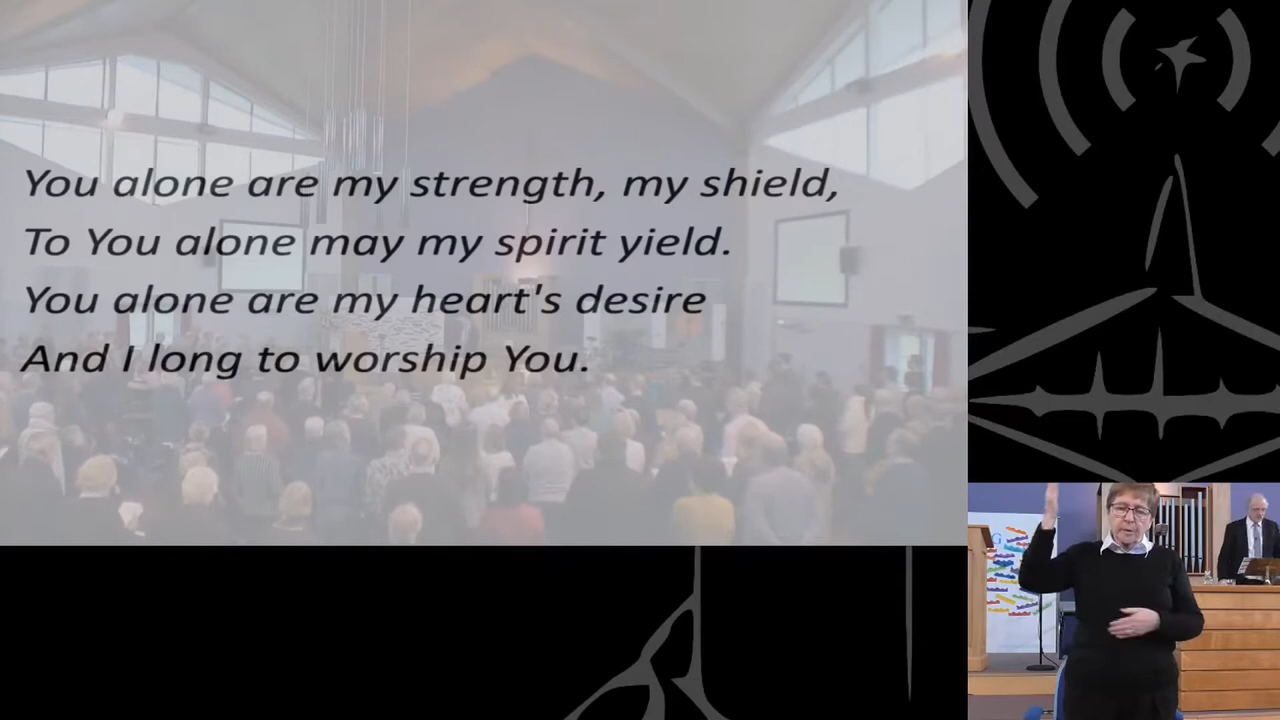 You alone are my strength, my shield,
To You alone may my spirit yield.
You alone are my heart's desire
And I long to worship You.